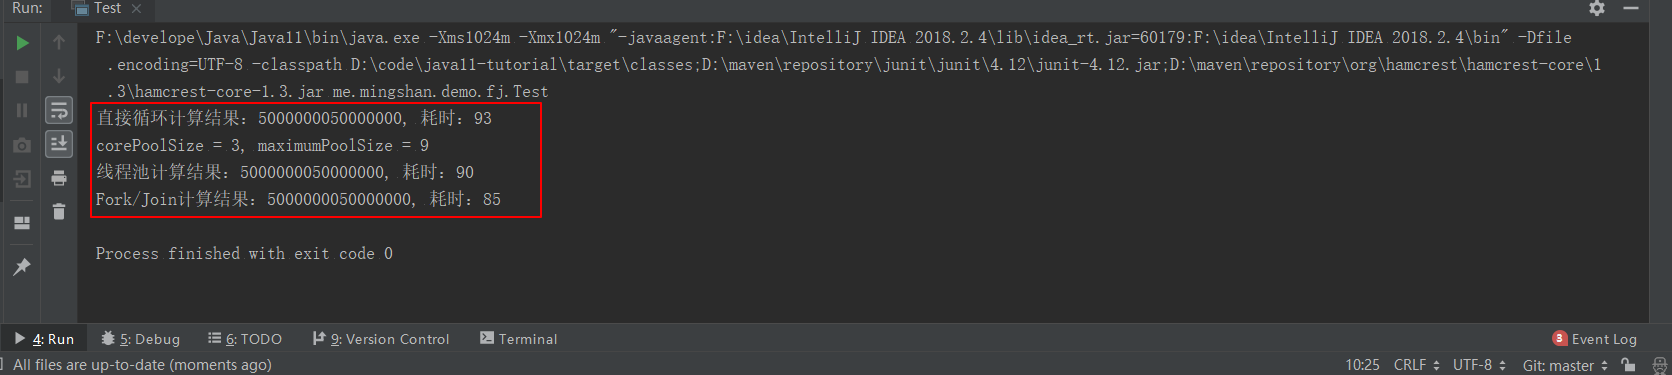 Run: Test
F:\develope\Java\Java11\bin\java.exe -Xms1024m -Xmx1024m "-javaagent:F:\idea\IntelliJ IDEA 2018.2.4\lib\idea_rt.jar=60179:F:\idea\IntelliJ IDEA 2018.2.4\bin" -Dfile
.encoding=UTF-8 -classpath D:\code\java11-tutorial\target\classes;D:\maven\repository\junit\junit\4.12\junit-4.12.jar;D:\maven\repository\org\hamcrest\hamcrest-core\1
.3\hamcrest-core-1.3.jar me.mingshan.demo.fj.Test
直接循环计算结果: 5000000050000000, 耗时: 93
corePoolSize = 3, maximumPoolSize = 9
线程池计算结果: 5000000050000000, 耗时: 90
Fork/Join计算结果: 5000000050000000, 耗时: 85
Process finished with exit code 0
4: Run 5: Debug 6: TODO 9: Version Control Terminal 3 Event Log
All files are up-to-date (moments ago) 10:25 CRLF UTF-8 Git: master